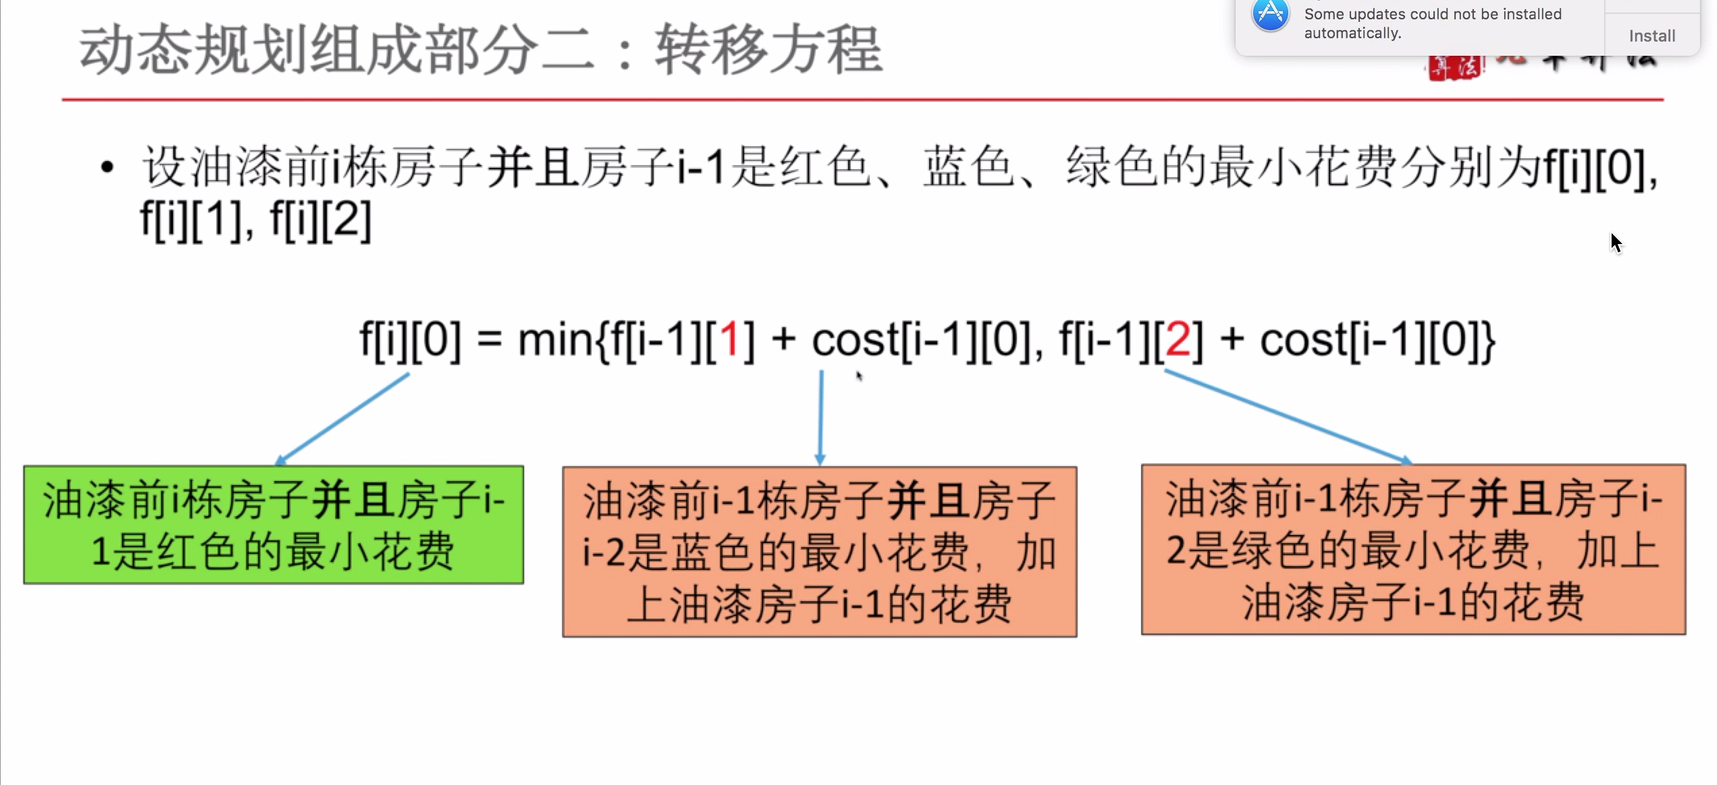 Some updates could not be installed
automatically.
Install
动态规划组成部分二：转移方程
算法
• 设油漆前i栋房子并且房子i-1是红色、蓝色、绿色的最小花费分别为f[i][0],
f[i][1], f[i][2]
f[i][0] = min{f[i-1][1] + cost[i-1][0], f[i-1][2] + cost[i-1][0]}
油漆前i栋房子并且房子i-
1是红色的最小花费
油漆前i-1栋房子并且房子
i-2是蓝色的最小花费，加
上油漆房子i-1的花费
油漆前i-1栋房子并且房子i-
2是绿色的最小花费，加上
油漆房子i-1的花费